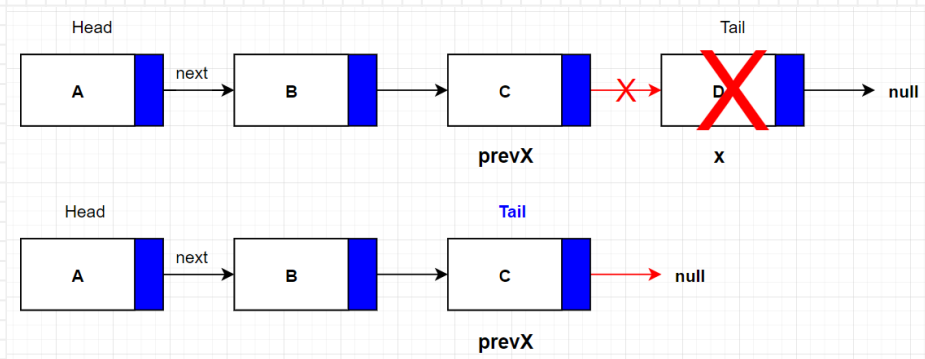 Head Tail
A next B C D null
prevX x
Head Tail
A next B C null
prevX